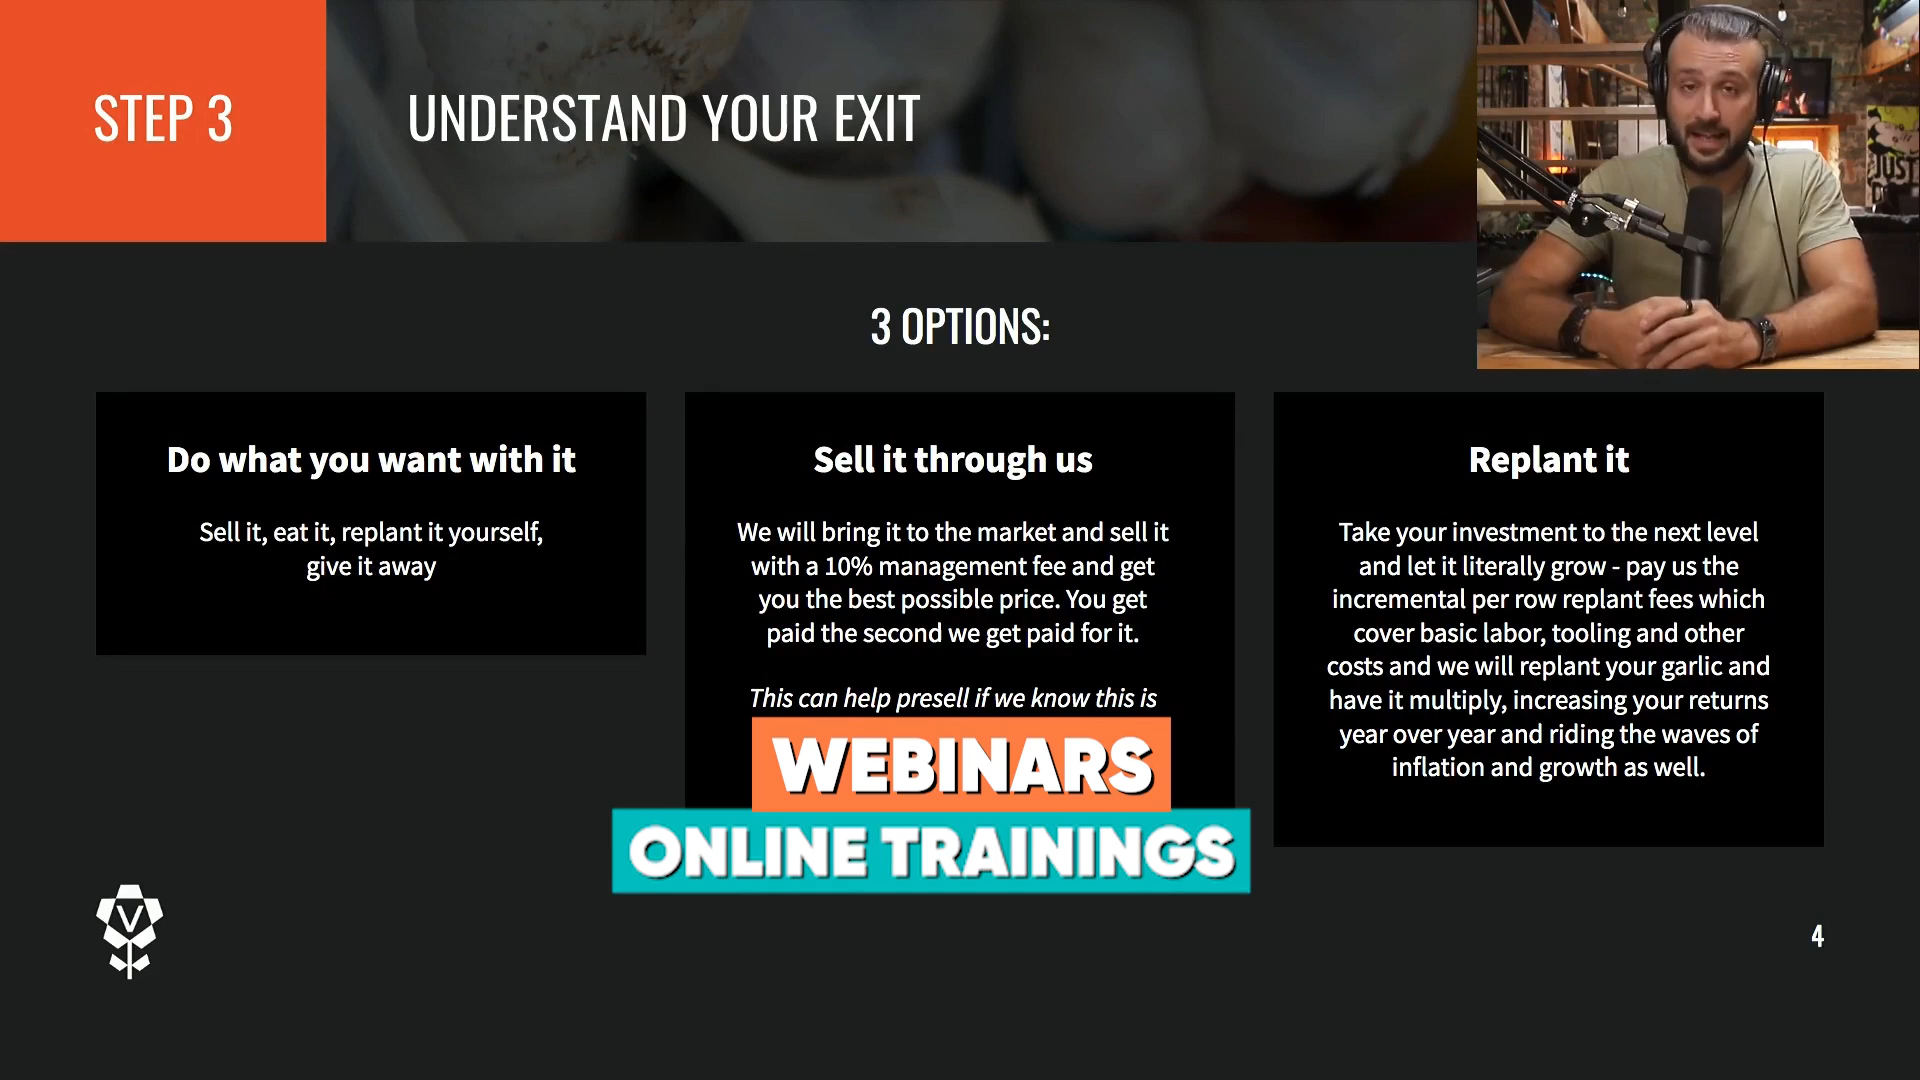 STEP 3
UNDERSTAND YOUR EXIT
JUST
3 OPTIONS:
Do what you want with it
Sell it, eat it, replant it yourself,
give it away
Sell it through us
We will bring it to the market and sell it
with a 10% management fee and get
you the best possible price. You get
paid the second we get paid for it.
This can help presell if we know this is
Replant it
Take your investment to the next level
and let it literally grow - pay us the
incremental per row replant fees which
cover basic labor, tooling and other
costs and we will replant your garlic and
have it multiply, increasing your returns
year over year and riding the waves of
inflation and growth as well.
WEBINARS
ONLINE TRAININGS
V
4